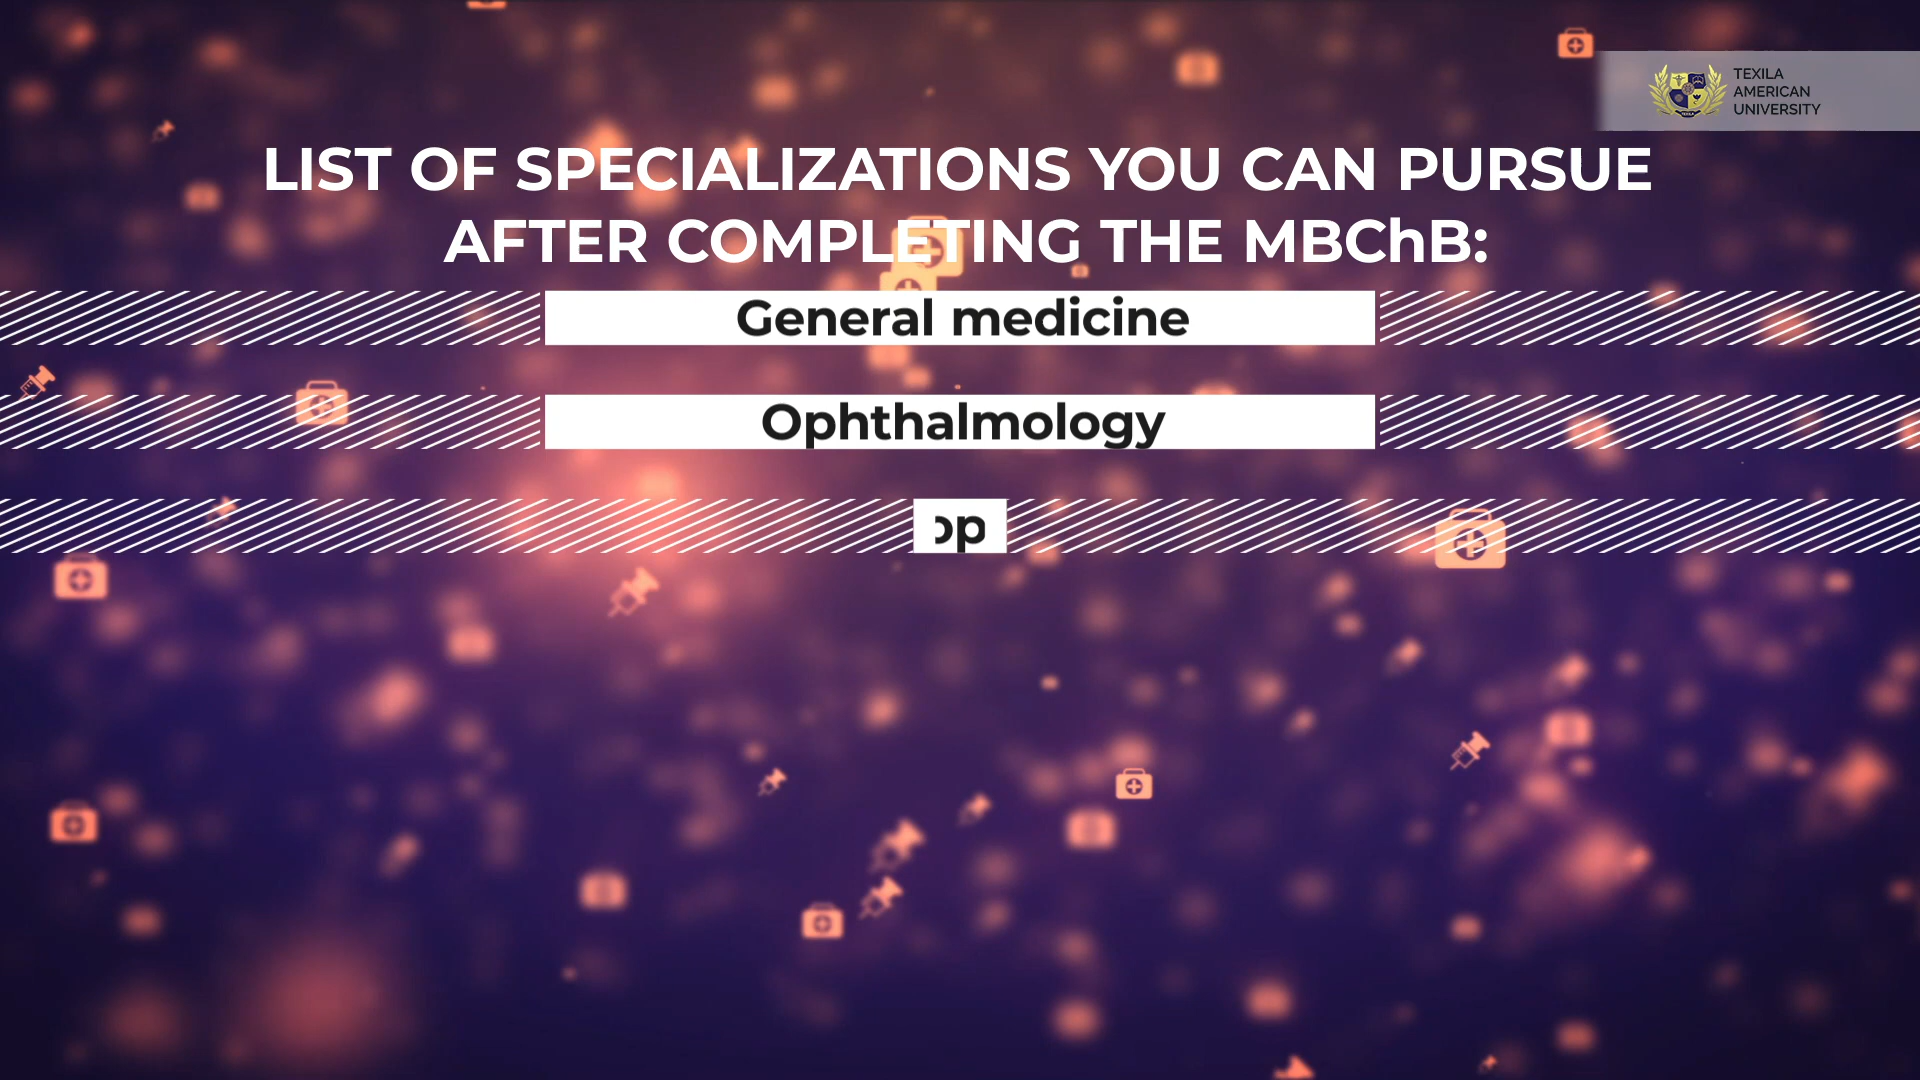 TEXILA
AMERICAN
UNIVERSITY
LIST OF SPECIALIZATIONS YOU CAN PURSUE
AFTER COMPLETING THE MBChB:
General medicine
Ophthalmology